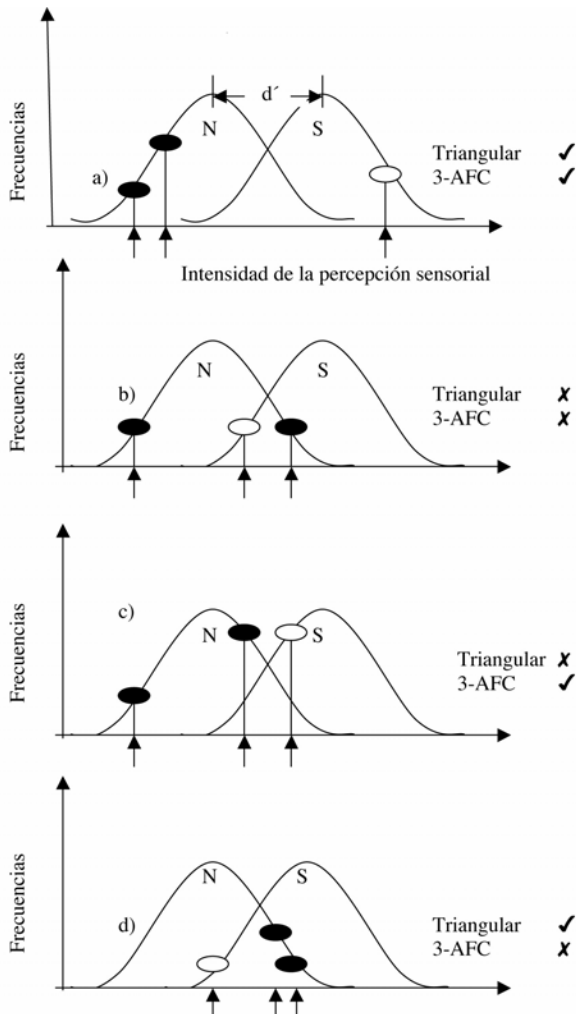 Frecuencias
d´
N
S
a)
Triangular ✓
3-AFC ✓
Intensidad de la percepción sensorial
Frecuencias
N
S
b)
Triangular ✗
3-AFC ✗
Frecuencias
c)
N
S
Triangular ✗
3-AFC ✓
Frecuencias
N
S
d)
Triangular ✓
3-AFC ✗